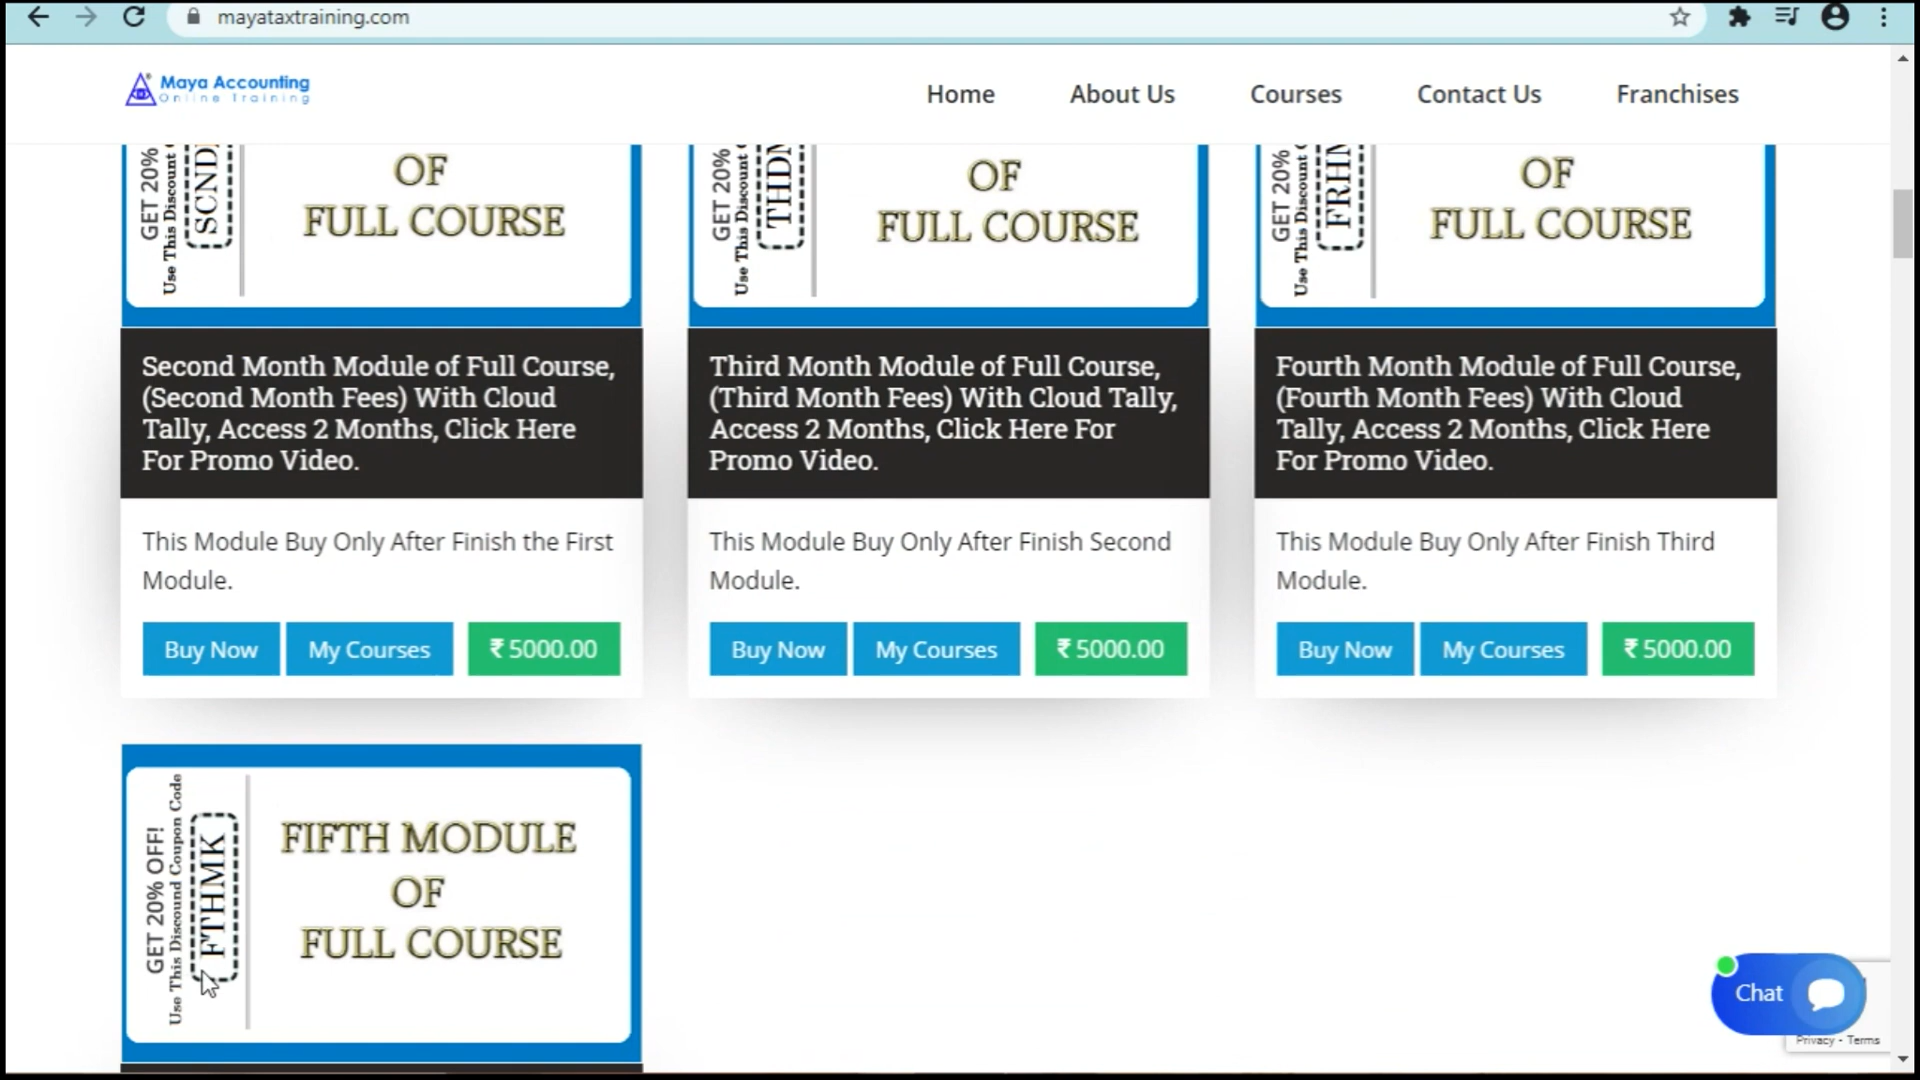 mayataxtraining.com
Maya Accounting
Online Training
Home
About Us
Courses
Contact Us
Franchises
GET 20%
Use This Discount
SCND
OF
FULL COURSE
GET 20%
Use This Discount
OF
FULL COURSE
GET 20%
Use This Discount
OF
FULL COURSE
Second Month Module of Full Course,
(Second Month Fees) With Cloud
Tally, Access 2 Months, Click Here
For Promo Video.
This Module Buy Only After Finish the First
Module.
Buy Now
My Courses
₹ 5000.00
Third Month Module of Full Course,
(Third Month Fees) With Cloud Tally,
Access 2 Months, Click Here For
Promo Video.
This Module Buy Only After Finish Second
Module.
Buy Now
My Courses
₹ 5000.00
Fourth Month Module of Full Course,
(Fourth Month Fees) With Cloud
Tally, Access 2 Months, Click Here
For Promo Video.
This Module Buy Only After Finish Third
Module.
Buy Now
My Courses
₹ 5000.00
GET 20% OFF!
Use This Discound Coupon Code
FTHMK
FIFTH MODULE
OF
FULL COURSE
Chat
Privacy - Terms